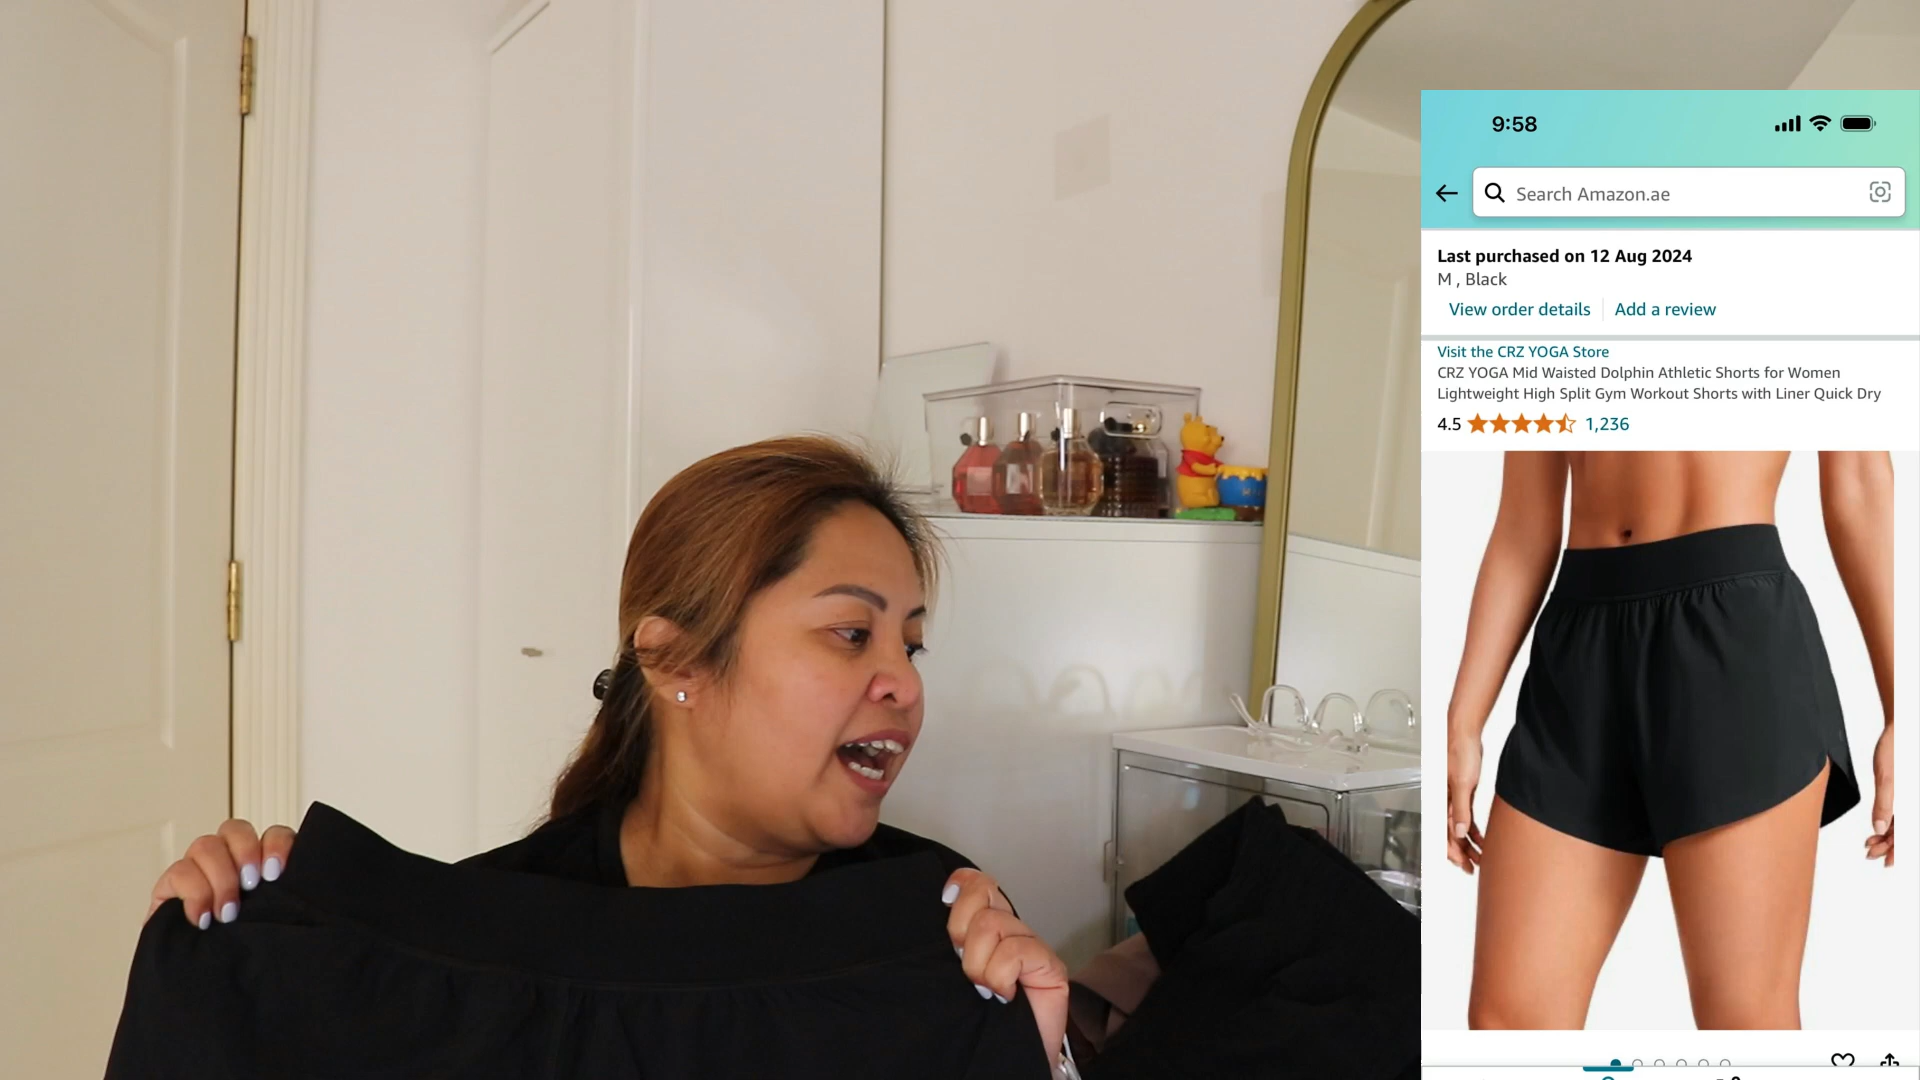 9:58
Search Amazon.ae
Last purchased on 12 Aug 2024
M , Black
View order details
Add a review
Visit the CRZ YOGA Store
CRZ YOGA Mid Waisted Dolphin Athletic Shorts for Women
Lightweight High Split Gym Workout Shorts with Liner Quick Dry
4.5
1,236